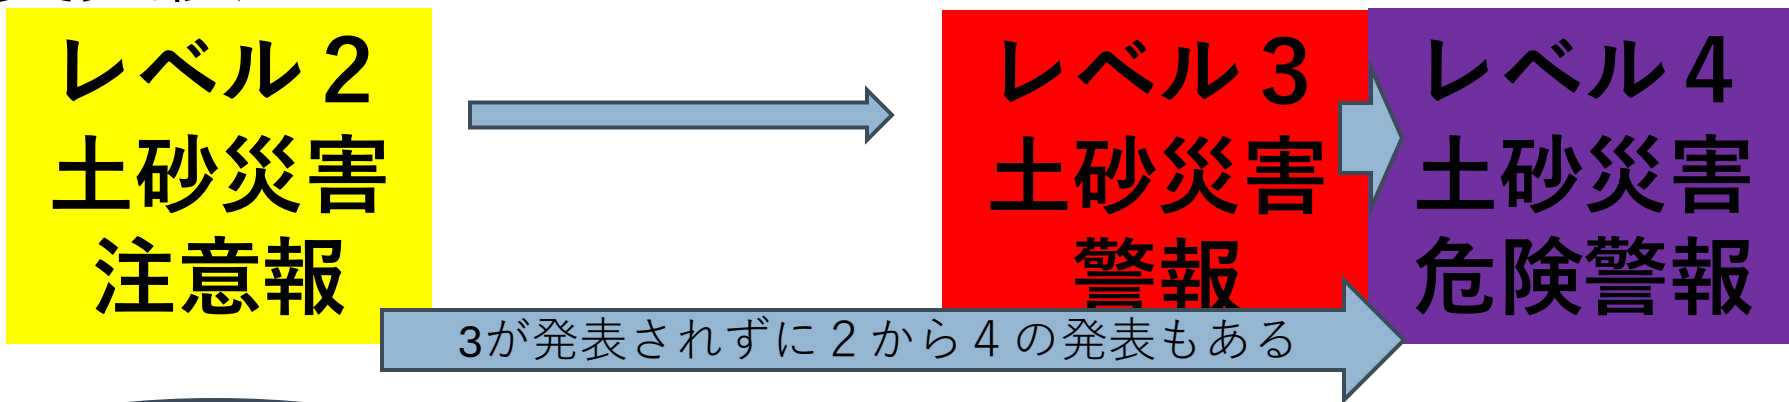 レベル２
土砂災害
注意報
レベル３
土砂災害
警報
レベル４
土砂災害
危険警報
3が発表されずに２から４の発表もある